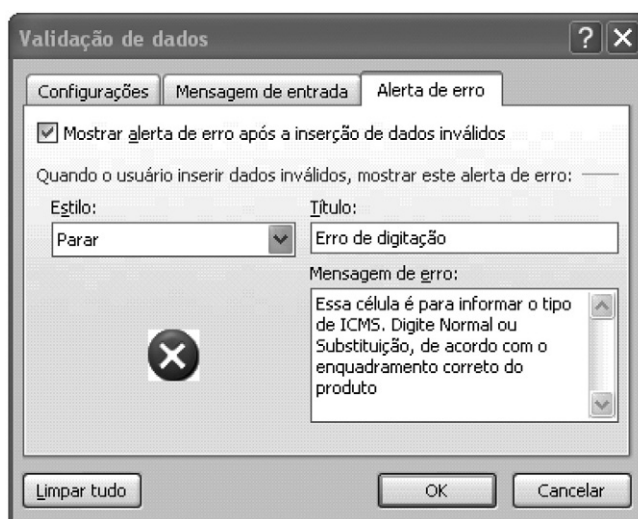 Validação de dados
Configurações
Mensagem de entrada
Alerta de erro
Mostrar alerta de erro após a inserção de dados inválidos
Quando o usuário inserir dados inválidos, mostrar este alerta de erro:
Estilo:
Título:
Parar
Erro de digitação
Mensagem de erro:
Essa célula é para informar o tipo
de ICMS. Digite Normal ou
Substituição, de acordo com o
enquadramento correto do
produto
Limpar tudo
OK
Cancelar